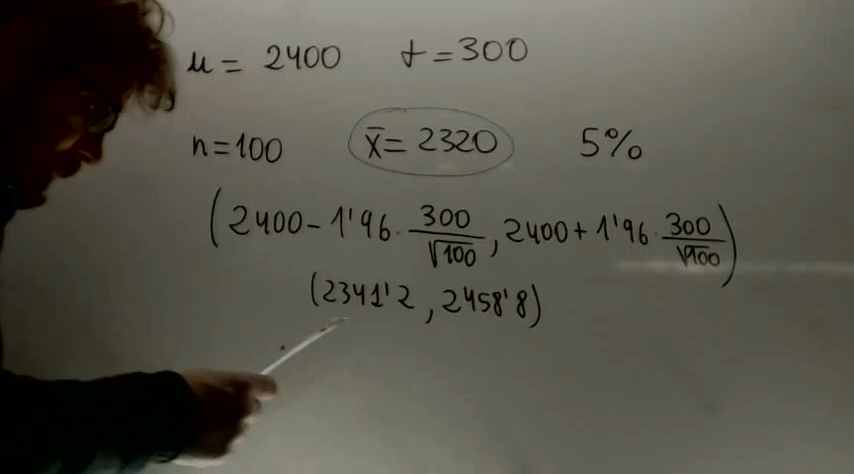 μ = 2400 σ = 300
n = 100 x̄ = 2320 5%
(2400 - 1'96 · 300/√100 , 2400 + 1'96 · 300/√100)
(2341'2 , 2458'8)